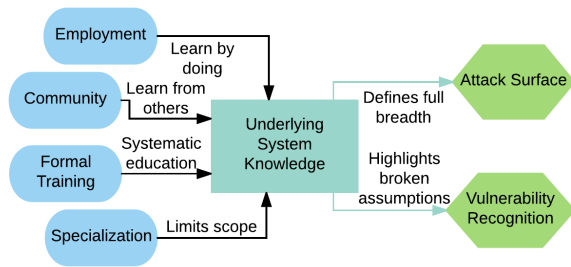 Employment
Learn by
doing
Community
Learn from
others
Formal
Training
Systematic
education
Specialization
Limits scope
Underlying
System
Knowledge
Defines full
breadth
Attack Surface
Highlights
broken
assumptions
Vulnerability
Recognition